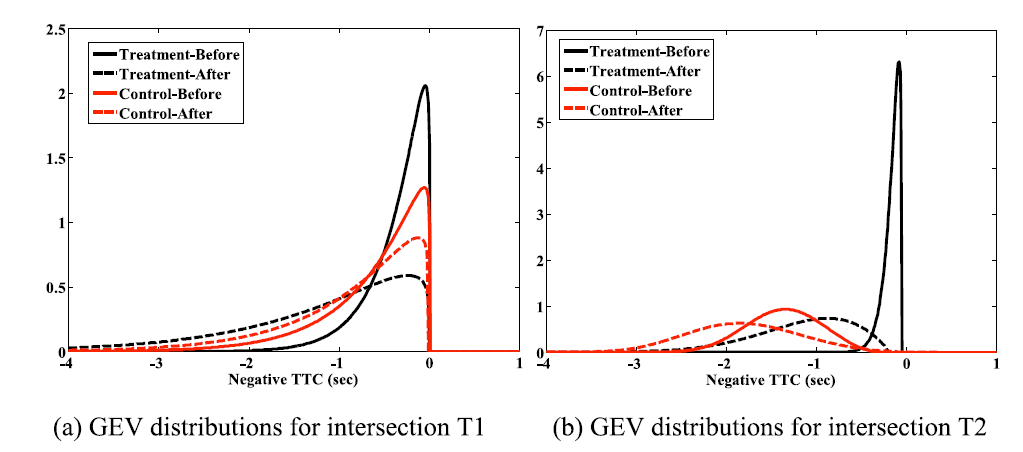 2.5
2
1.5
1
0.5
0
Treatment-Before
Treatment-After
Control-Before
Control-After
-4 -3 -2 -1 0 1
Negative TTC (sec)
(a) GEV distributions for intersection T1
7
6
5
4
3
2
1
0
Treatment-Before
Treatment-After
Control-Before
Control-After
-4 -3 -2 -1 0 1
Negative TTC (sec)
(b) GEV distributions for intersection T2